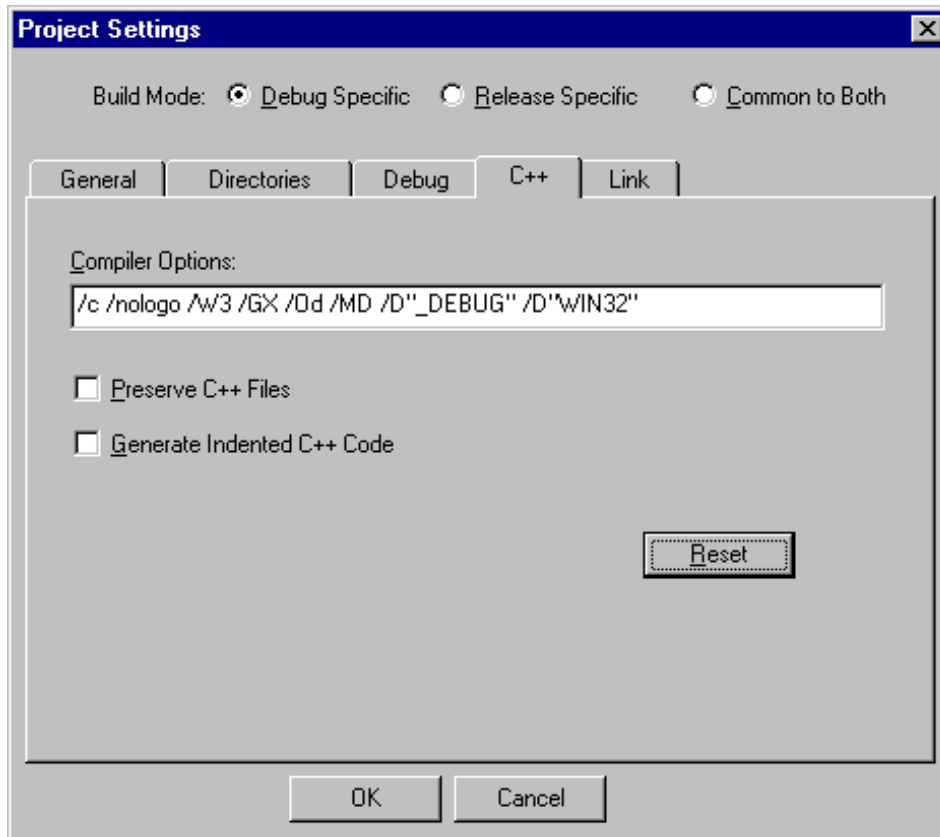 Project Settings
Build Mode: Debug Specific Release Specific Common to Both
General Directories Debug C++ Link
Compiler Options:
/c /nologo /W3 /GX /Od /MD /D"_DEBUG" /D"WIN32"
Preserve C++ Files
Generate Indented C++ Code
Reset
OK Cancel